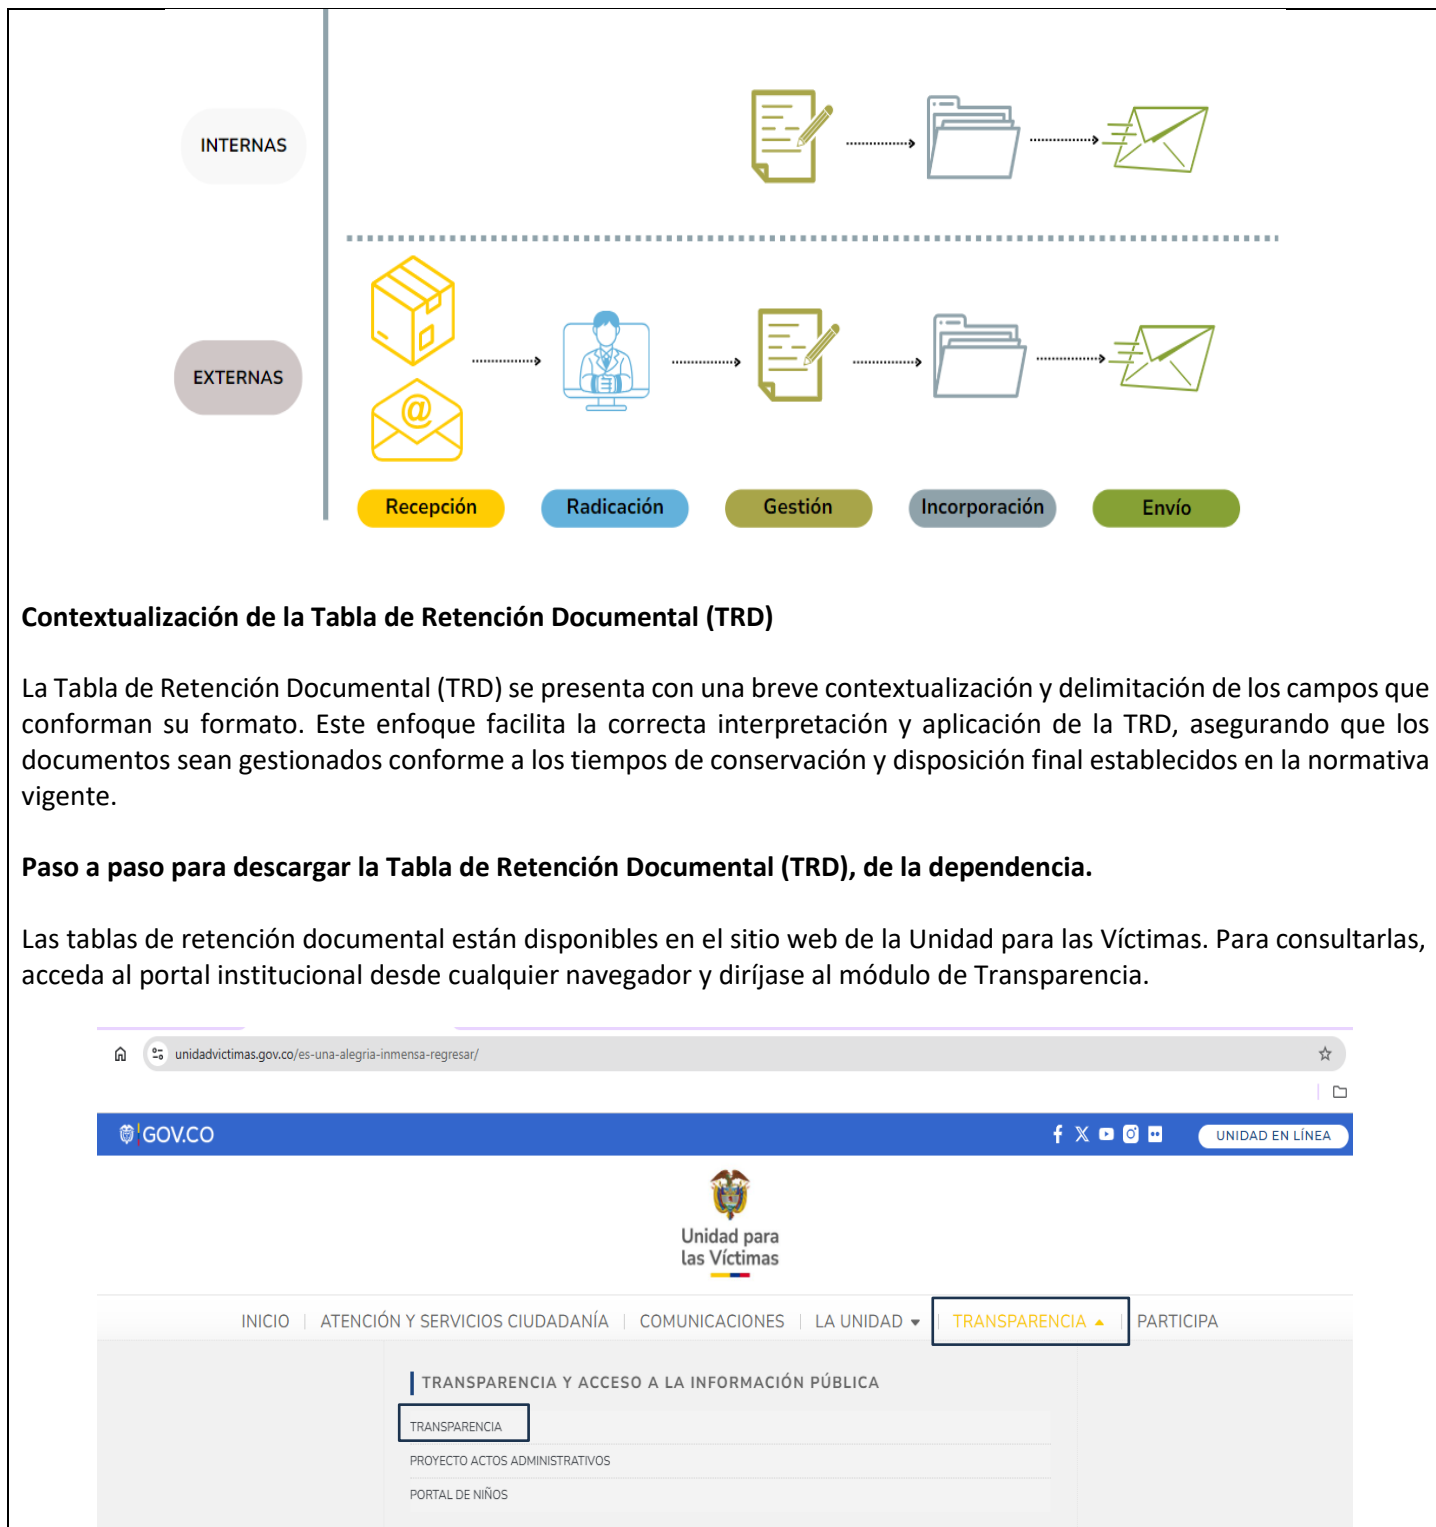 INTERNAS
EXTERNAS
@
Recepción
Radicación
Gestión
Incorporación
Envío
Contextualización de la Tabla de Retención Documental (TRD)
La Tabla de Retención Documental (TRD) se presenta con una breve contextualización y delimitación de los campos que
conforman su formato. Este enfoque facilita la correcta interpretación y aplicación de la TRD, asegurando que los
documentos sean gestionados conforme a los tiempos de conservación y disposición final establecidos en la normativa
vigente.
Paso a paso para descargar la Tabla de Retención Documental (TRD), de la dependencia.
Las tablas de retención documental están disponibles en el sitio web de la Unidad para las Víctimas. Para consultarlas,
acceda al portal institucional desde cualquier navegador y diríjase al módulo de Transparencia.
unidadvictimas.gov.co/es-una-alegria-inmensa-regresar/
GOV.CO
UNIDAD EN LÍNEA
Unidad para
las Víctimas
INICIO | ATENCIÓN Y SERVICIOS CIUDADANÍA | COMUNICACIONES | LA UNIDAD | TRANSPARENCIA | PARTICIPA
TRANSPARENCIA Y ACCESO A LA INFORMACIÓN PÚBLICA
TRANSPARENCIA
PROYECTO ACTOS ADMINISTRATIVOS
PORTAL DE NIÑOS